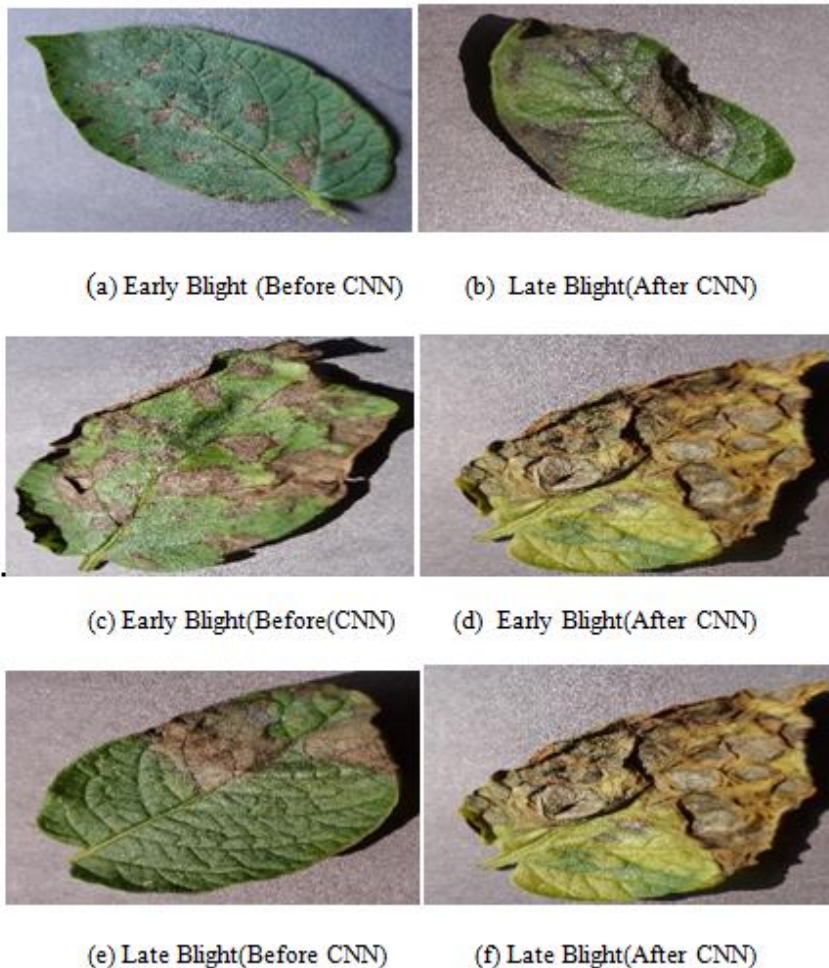 (a) Early Blight (Before CNN) (b) Late Blight(After CNN)
(c) Early Blight(Before(CNN) (d) Early Blight(After CNN)
(e) Late Blight(Before CNN) (f) Late Blight(After CNN)